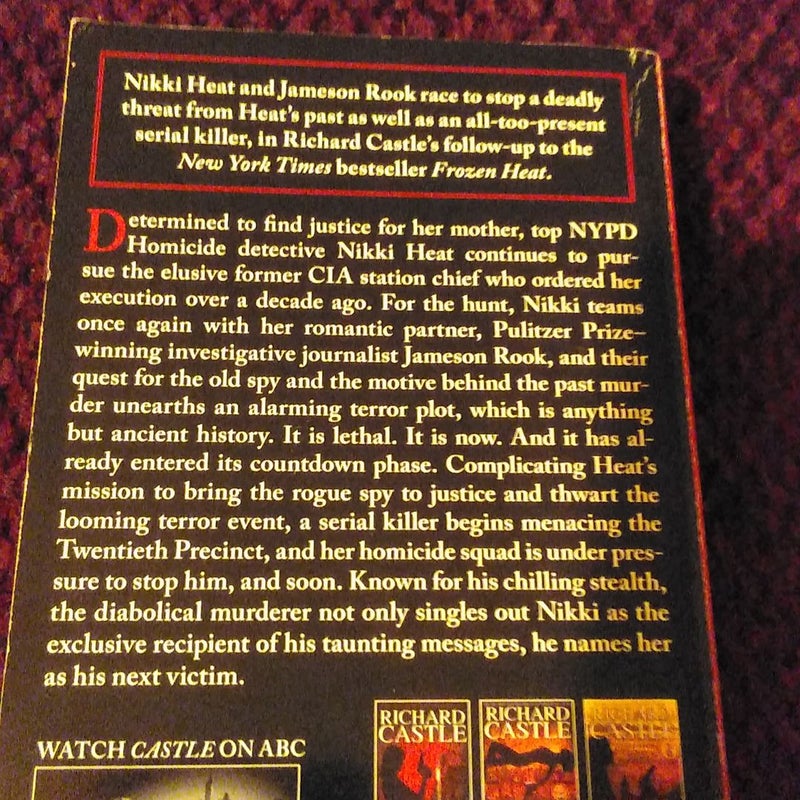 Nikki Heat and Jameson Rook race to stop a deadly
threat from Heat's past as well as an all-too-present
serial killer, in Richard Castle's follow-up to the
New York Times bestseller Frozen Heat.
Determined to find justice for her mother, top NYPD
Homicide detective Nikki Heat continues to pur-
sue the elusive former CIA station chief who ordered her
execution over a decade ago. For the hunt, Nikki teams
once again with her romantic partner, Pulitzer Prize–
winning investigative journalist Jameson Rook, and their
quest for the old spy and the motive behind the past mur-
der unearths an alarming terror plot, which is anything
but ancient history. It is lethal. It is now. And it has al-
ready entered its countdown phase. Complicating Heat's
mission to bring the rogue spy to justice and thwart the
looming terror event, a serial killer begins menacing the
Twentieth Precinct, and her homicide squad is under pres-
sure to stop him, and soon. Known for his chilling stealth,
the diabolical murderer not only singles out Nikki as the
exclusive recipient of his taunting messages, he names her
as his next victim.
WATCH CASTLE ON ABC
RICHARD
CASTLE
RICHARD
CASTLE
RICHARD
CASTLE